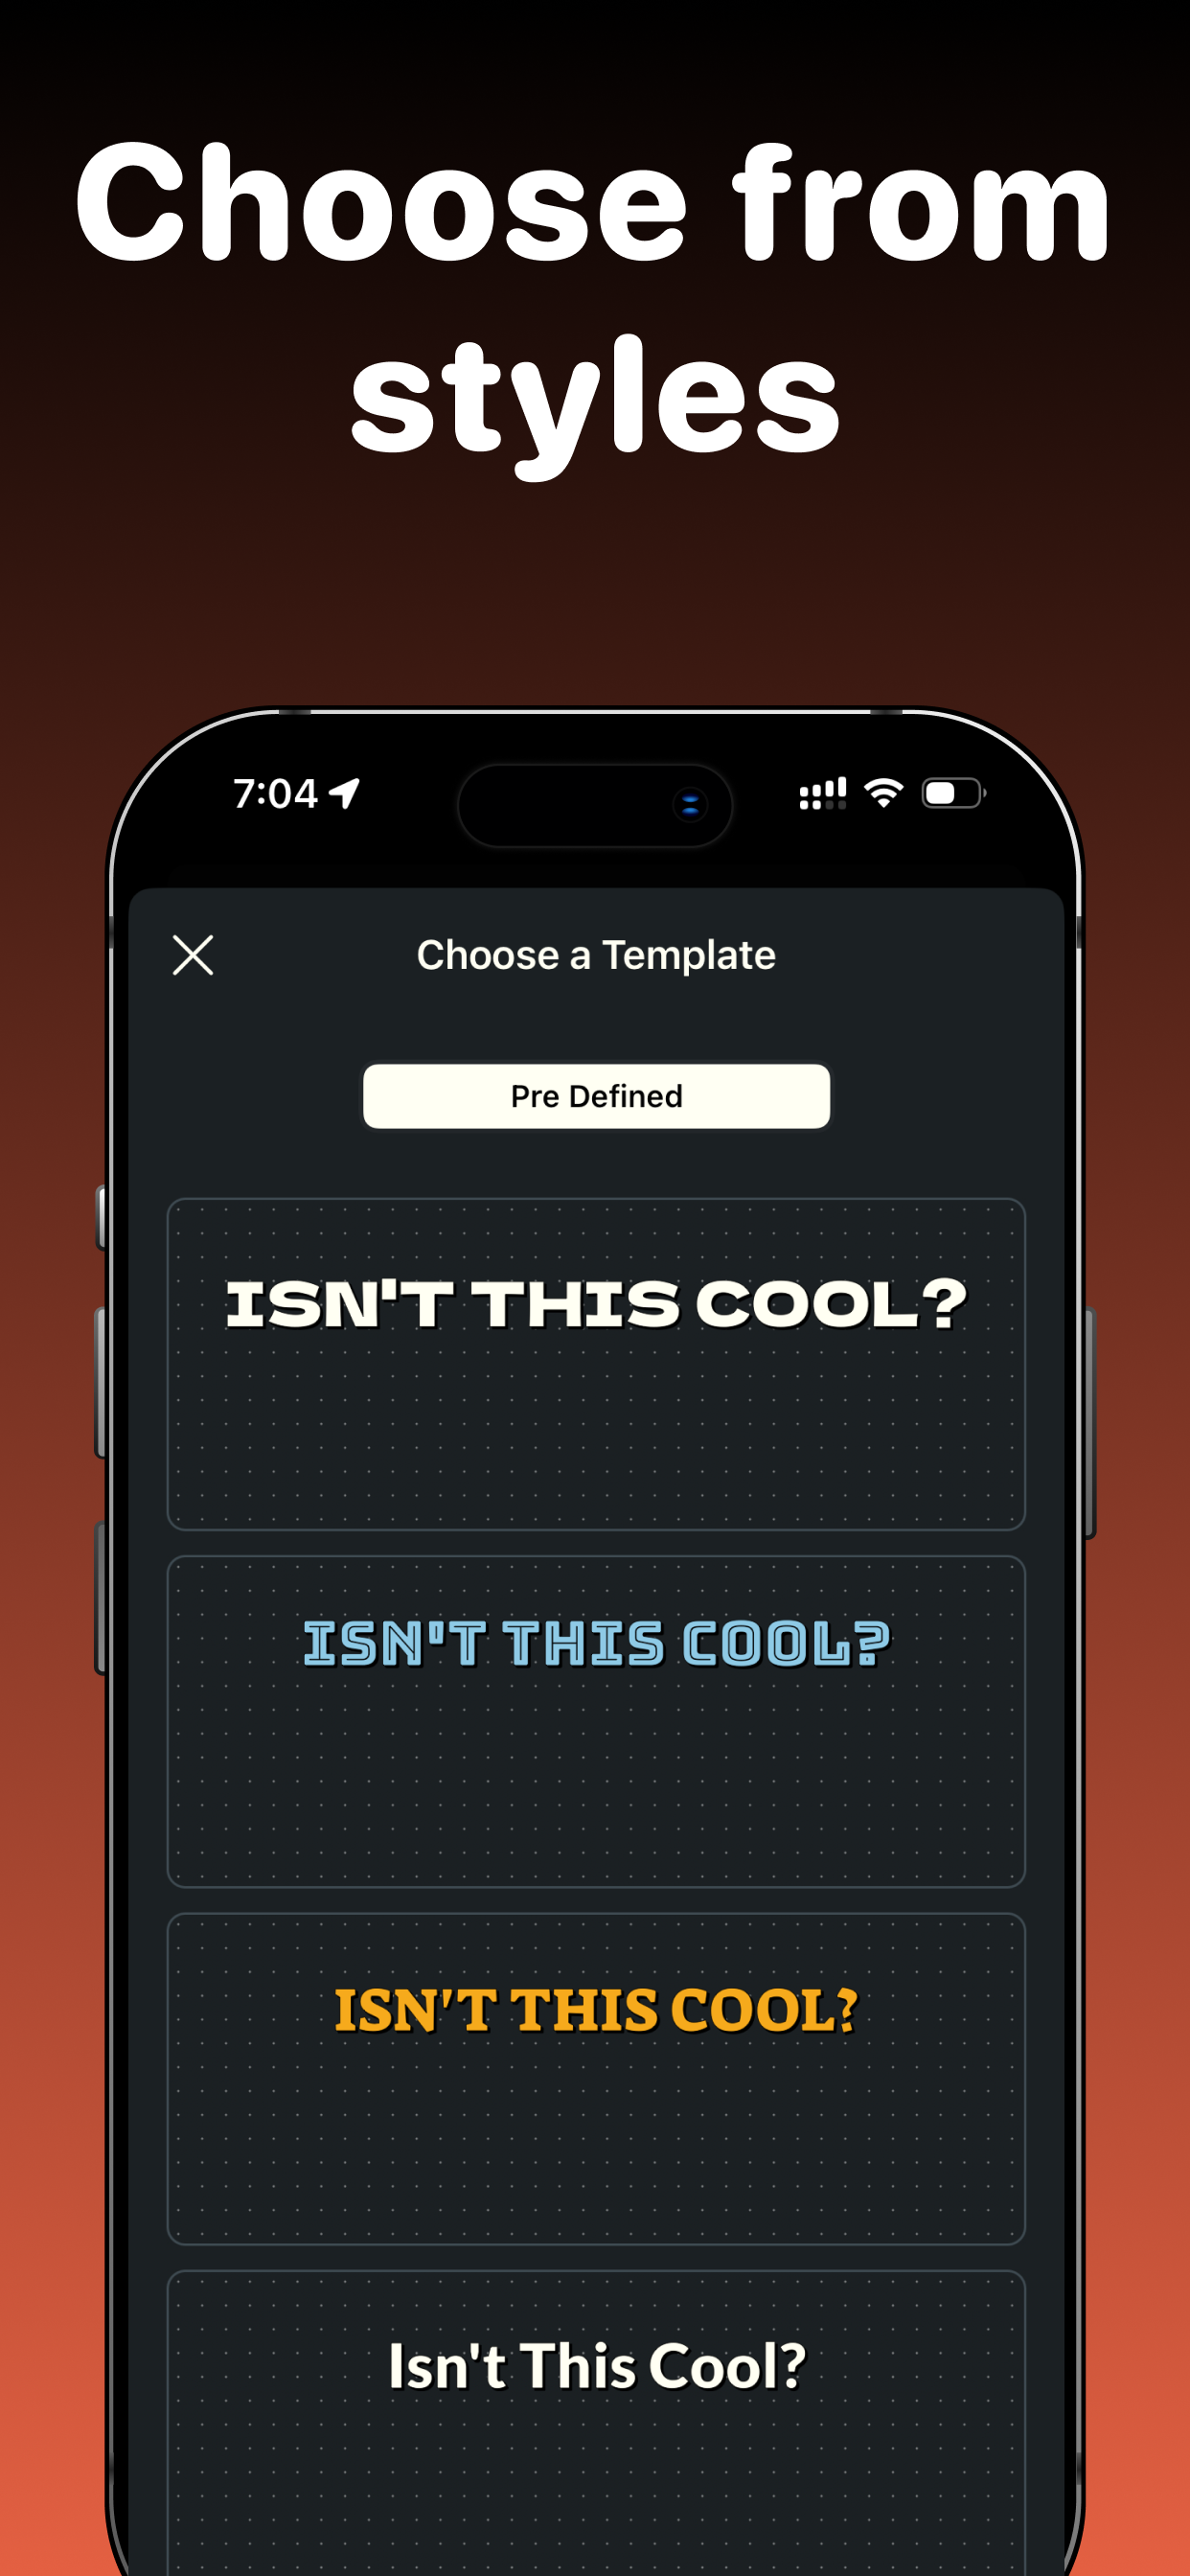 Choose from
styles
7:04
Choose a Template
Pre Defined
ISN'T THIS COOL?
ISN'T THIS COOL?
ISN'T THIS COOL?
Isn't This Cool?